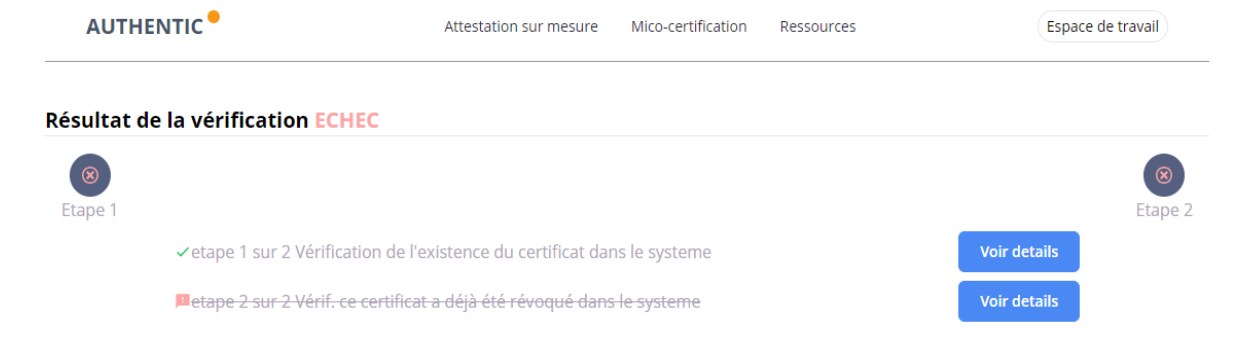 AUTHENTIC Attestation sur mesure Mico-certification Ressources Espace de travail
Résultat de la vérification ECHEC
Etape 1 Etape 2
etape 1 sur 2 Vérification de l'existence du certificat dans le systeme Voir details
etape 2 sur 2 Vérif. ce certificat a déjà été révoqué dans le systeme Voir details